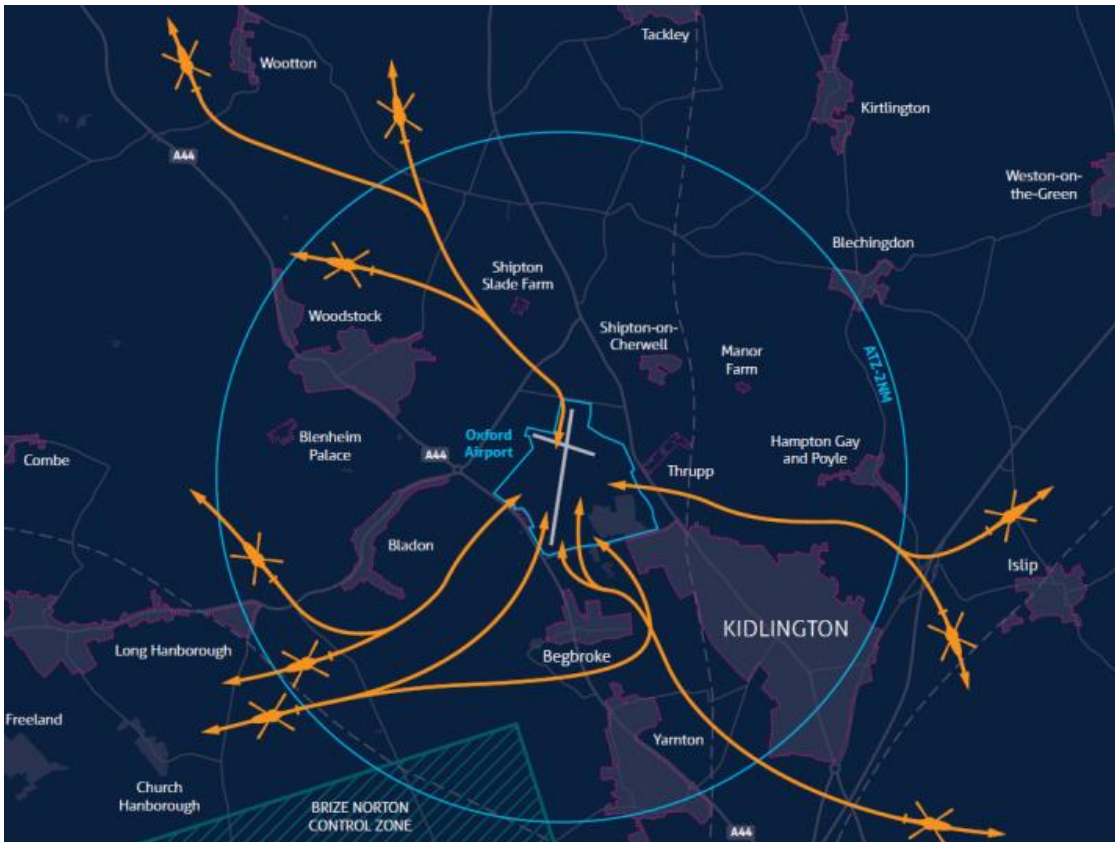 Tackley
Wootton
Kirtlington
A44
Weston-on-
the-Green
Blechingdon
Shipton
Slade Farm
Woodstock
Shipton-on-
Cherwell
Manor
Farm
ATZ-2NM
Oxford
Airport
Blenheim
Palace
A44
Combe
Hampton Gay
and Poyle
Thrupp
Bladon
Islip
Long Hanborough
KIDLINGTON
Begbroke
Freeland
Yarnton
Church
Hanborough
BRIZE NORTON
CONTROL ZONE
A44